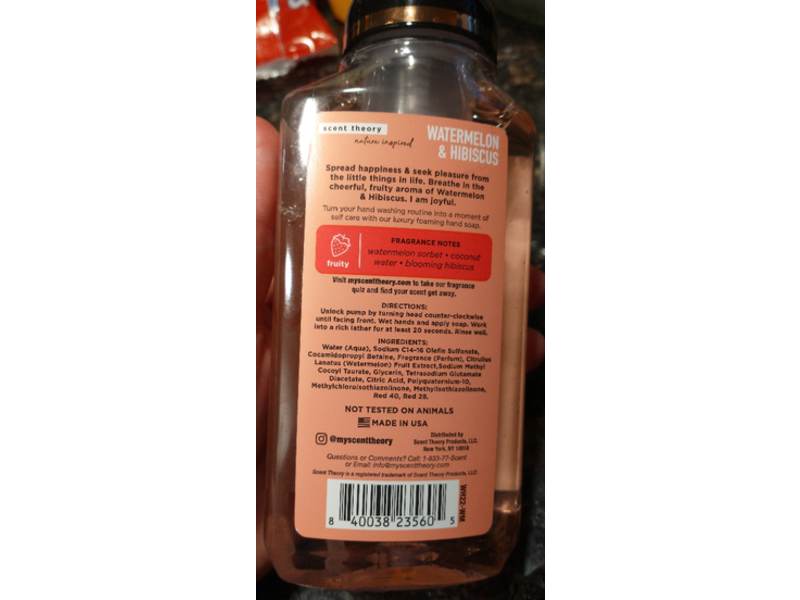 scent theory
nature inspired
WATERMELON
& HIBISCUS
Spread happiness & seek pleasure from
the little things in life. Breathe in the
cheerful, fruity aroma of Watermelon
& Hibiscus. I am joyful.
Turn your hand washing routine into a moment of
self care with our luxury foaming hand soap.
fruity
FRAGRANCE NOTES
watermelon sorbet • coconut
water • blooming hibiscus
Visit myscenttheory.com to take our fragrance
quiz and find your scent get away.
DIRECTIONS:
Unlock pump by turning head counter-clockwise
until facing front. Wet hands and apply soap. Work
into a rich lather for at least 20 seconds. Rinse well.
INGREDIENTS:
Water (Aqua), Sodium C14-16 Olefin Sulfonate,
Cocamidopropyl Betaine, Fragrance (Parfum), Citrullus
Lanatus (Watermelon) Fruit Extract,Sodium Methyl
Cocoyl Taurate, Glycerin, Tetrasodium Glutamate
Diacetate, Citric Acid, Polyquaternium-10,
Methylchloroisothiazolinone, Methylisothiazolinone,
Red 40, Red 28.
NOT TESTED ON ANIMALS
MADE IN USA
@myscenttheory
Distributed by
Scent Theory Products, LLC.
New York, NY 10018
Questions or Comments? Call: 1-833-77-Scent
or Email: info@myscenttheory.com
Scent Theory is a registered trademark of Scent Theory Products, LLC
WH22-WM
8 40038 23560 5